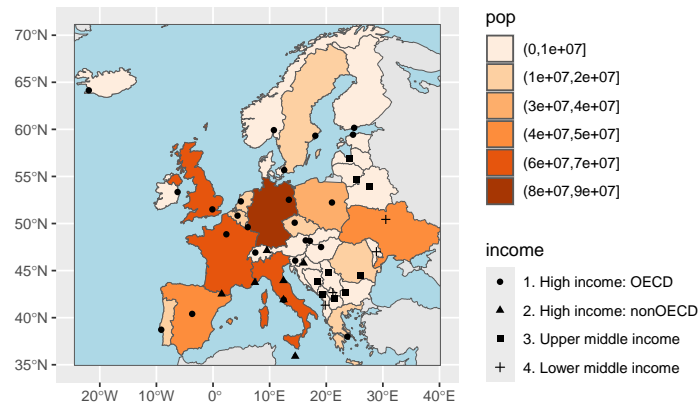 70°N
65°N
60°N
55°N
50°N
45°N
40°N
35°N
20°W
10°W
0°
10°E
20°E
30°E
40°E
pop
(0,1e+07]
(1e+07,2e+07]
(3e+07,4e+07]
(4e+07,5e+07]
(6e+07,7e+07]
(8e+07,9e+07]
income
1. High income: OECD
2. High income: nonOECD
3. Upper middle income
4. Lower middle income